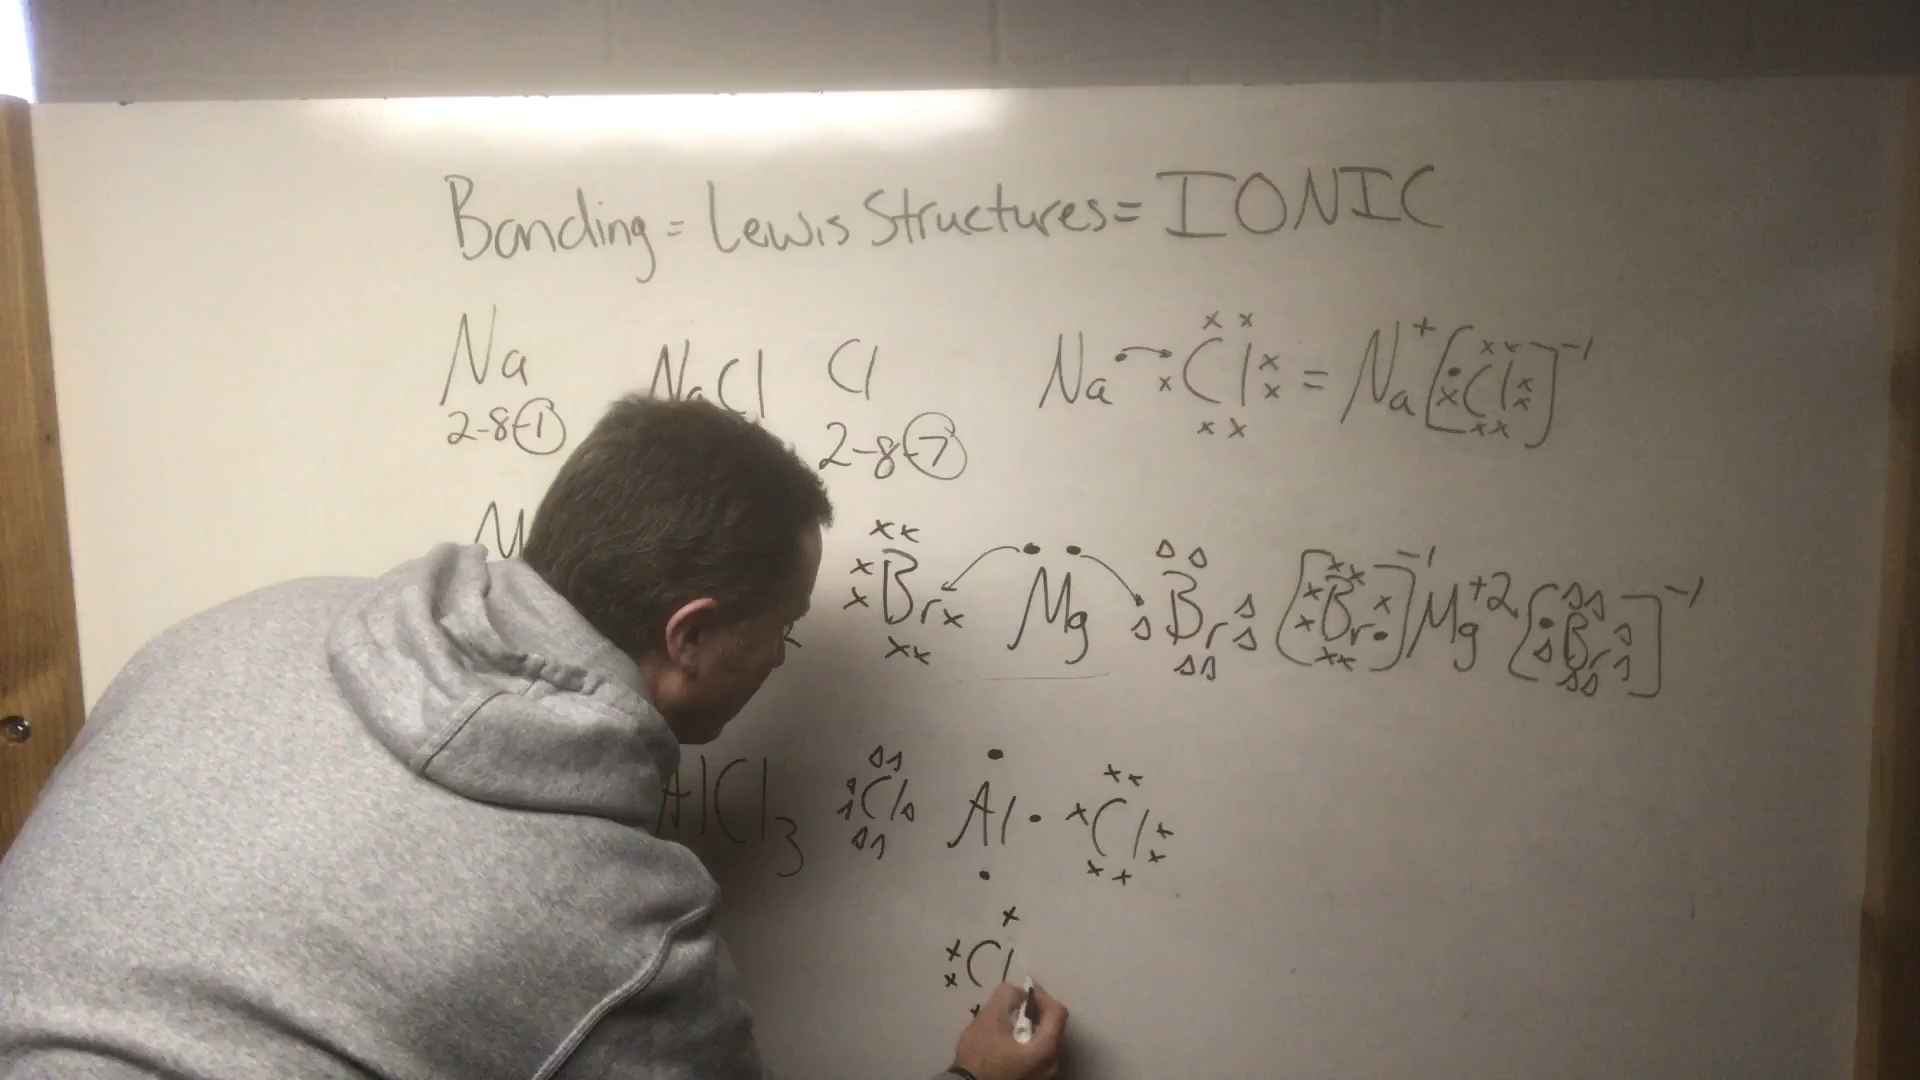 Bonding = Lewis Structures = IONIC
Na NaCl Cl Na Cl = Na+ [Cl]-1
2-8-1 2-8-7
Br Mg Br [Br]-1 Mg+2 [Br]-1
AlCl3 Cl Al Cl
Cl